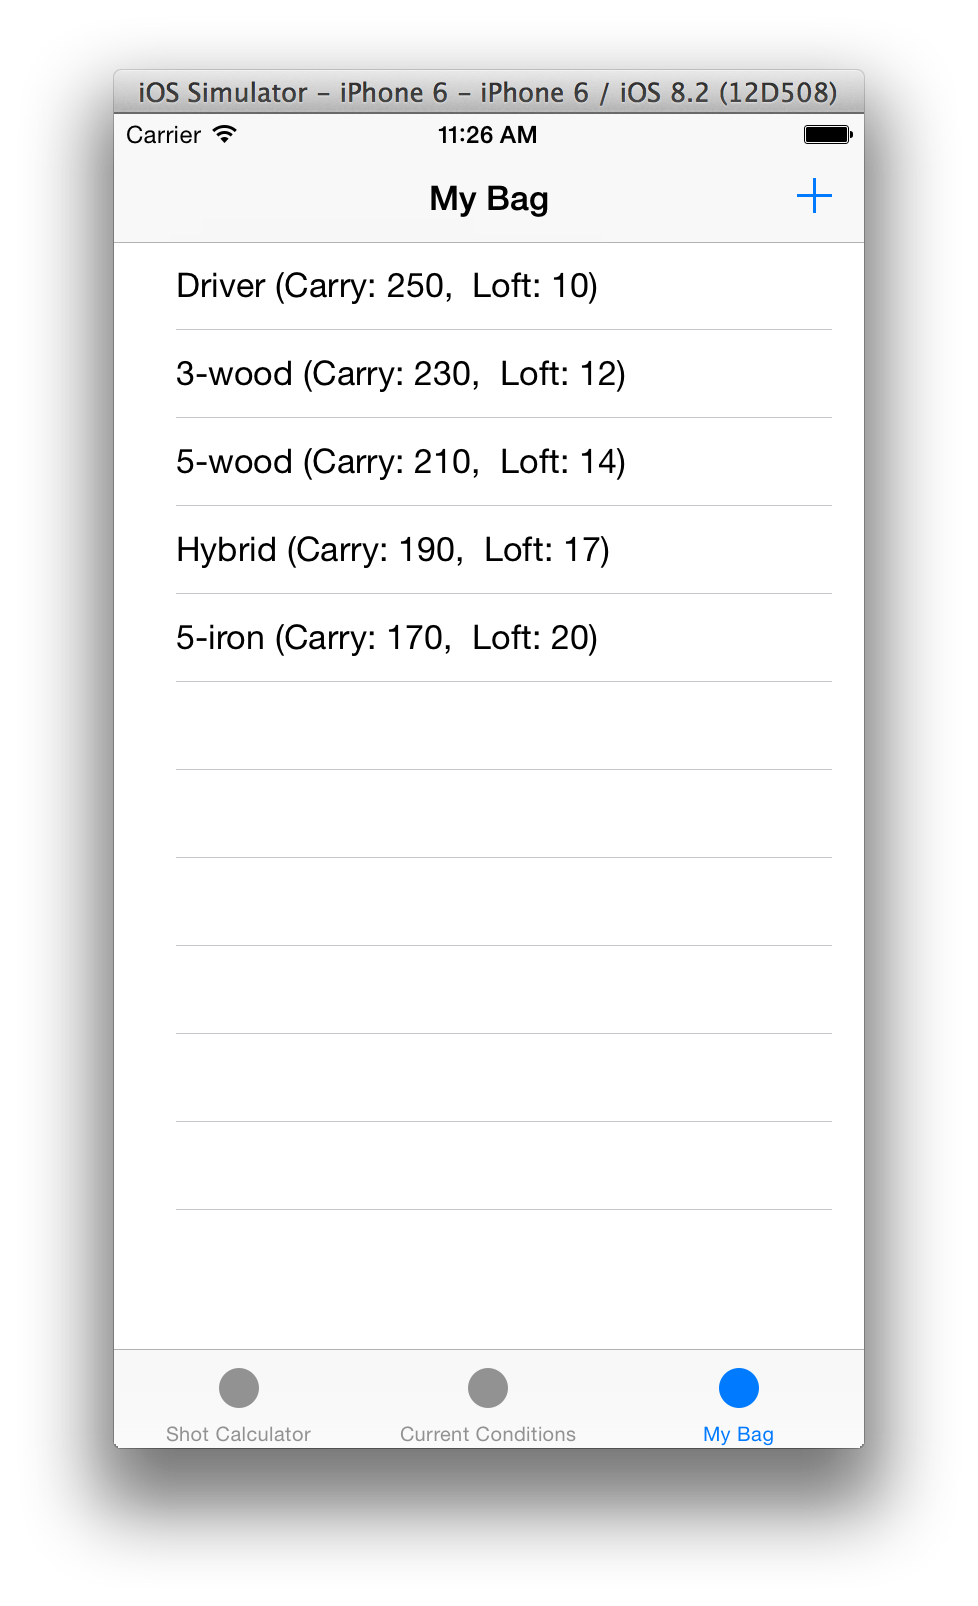 iOS Simulator – iPhone 6 – iPhone 6 / iOS 8.2 (12D508)
Carrier 11:26 AM
My Bag
Driver (Carry: 250,  Loft: 10)
3-wood (Carry: 230,  Loft: 12)
5-wood (Carry: 210,  Loft: 14)
Hybrid (Carry: 190,  Loft: 17)
5-iron (Carry: 170,  Loft: 20)
Shot Calculator Current Conditions My Bag